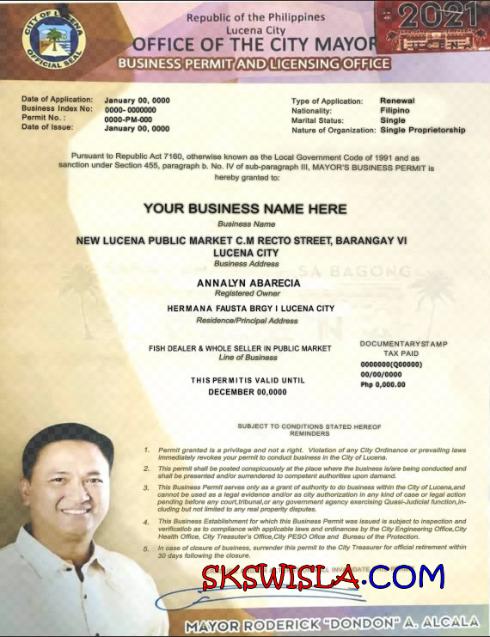 Republic of the Philippines
Lucena City
OFFICE OF THE CITY MAYOR
BUSINESS PERMIT AND LICENSING OFFICE
CITY OF LUCENA
OFFICIAL SEAL
2021
LUCENA
Date of Application: January 00, 0000
Business Index No: 0000- 0000000
Permit No. : 0000-PM-000
Date of Issue: January 00, 0000
Type of Application: Renewal
Nationality: Filipino
Marital Status: Single
Nature of Organization: Single Proprietorship
Pursuant to Republic Act 7160, otherwise known as the Local Government Code of 1991 and as
sanction under Section 455, paragraph b. No. IV of sub-paragraph III, MAYOR'S BUSINESS PERMIT is
hereby granted to:
YOUR BUSINESS NAME HERE
Business Name
NEW LUCENA PUBLIC MARKET C.M RECTO STREET, BARANGAY VI
LUCENA CITY
Business Address
SA BAGONG
ANNALYN ABARECIA
Registered Owner
HERMANA FAUSTA BRGY I LUCENA CITY
Residence/Principal Address
FISH DEALER & WHOLE SELLER IN PUBLIC MARKET
Line of Business
DOCUMENTARYSTAMP
TAX PAID
0000000(Q00000)
00/00/0000
Php 0,000.00
THIS PERMIT IS VALID UNTIL
DECEMBER 00,0000
SUBJECT TO CONDITIONS STATED HEREOF
REMINDERS
1. Permit granted is a privilege and not a right. Violation of any City Ordinance or prevailing laws
immediately revokes your permit to conduct business in the City of Lucena.
2. This permit shall be posted conspicuously at the place where the business is/are being conducted and
shall be presented and/or surrendered to competent authorities upon demand.
3. This Business Permit serves only as a grant of authority to do business within the City of Lucena,and
cannot be used as a legal evidence and/or as city authorization in any kind of case or legal action
pending before any court,tribunal,or any government agency exercising Quasi-Judicial function,in-
cluding but not limited to any real property disputes.
4. This Business Establishment for which this Business Permit was issued is subject to inspection and
verification as to compliance with applicable laws and ordinances by the City Engineering Office,City
Health Office, City Treasuter's Office,City PESO Office and Bureau of the Protection.
5. In case of closure of business, surrender this permit to the City Treasurer for official retirement within
30 days following the closure.
SKSWISLA.COM
MAYOR RODERICK "DONDON" A. ALCALA